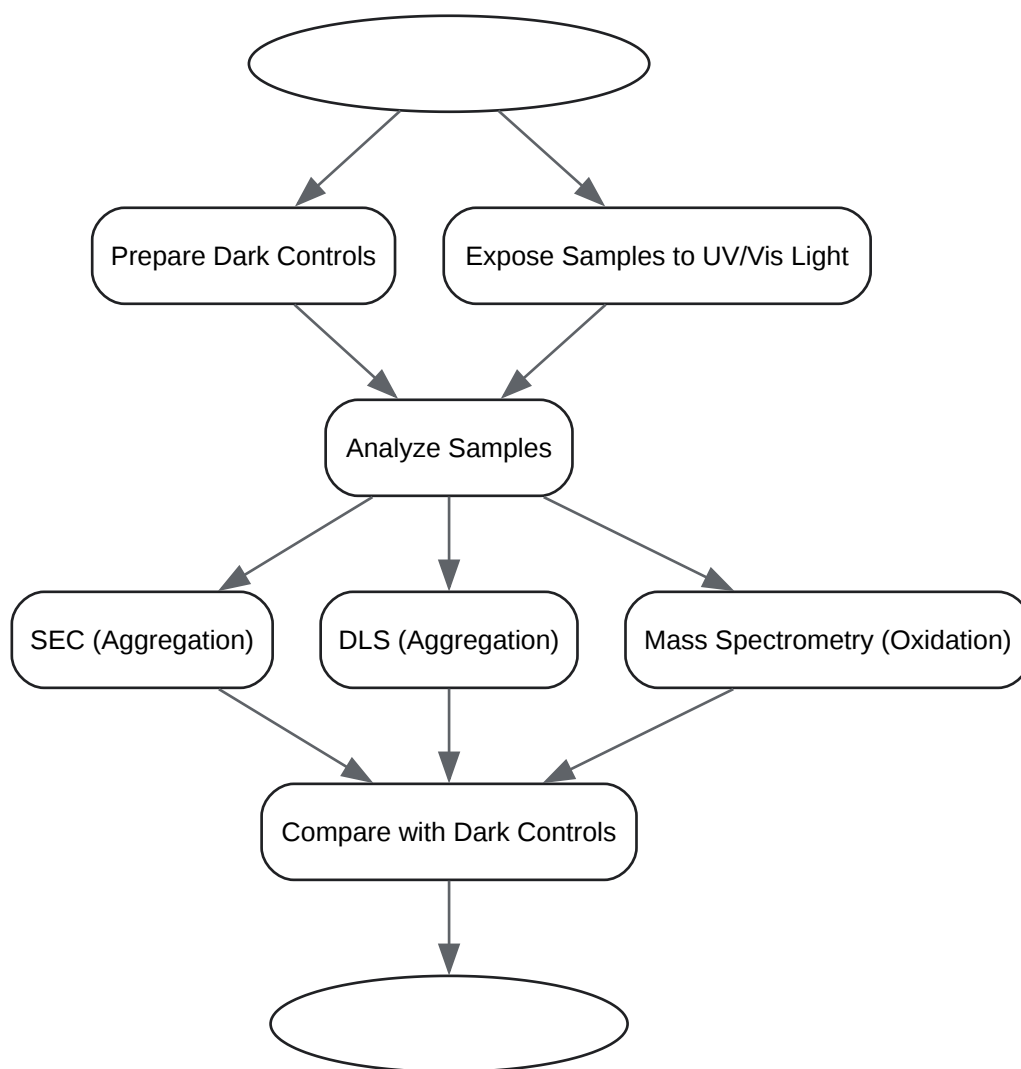 Prepare Dark Controls
Expose Samples to UV/Vis Light
Analyze Samples
SEC (Aggregation)
DLS (Aggregation)
Mass Spectrometry (Oxidation)
Compare with Dark Controls